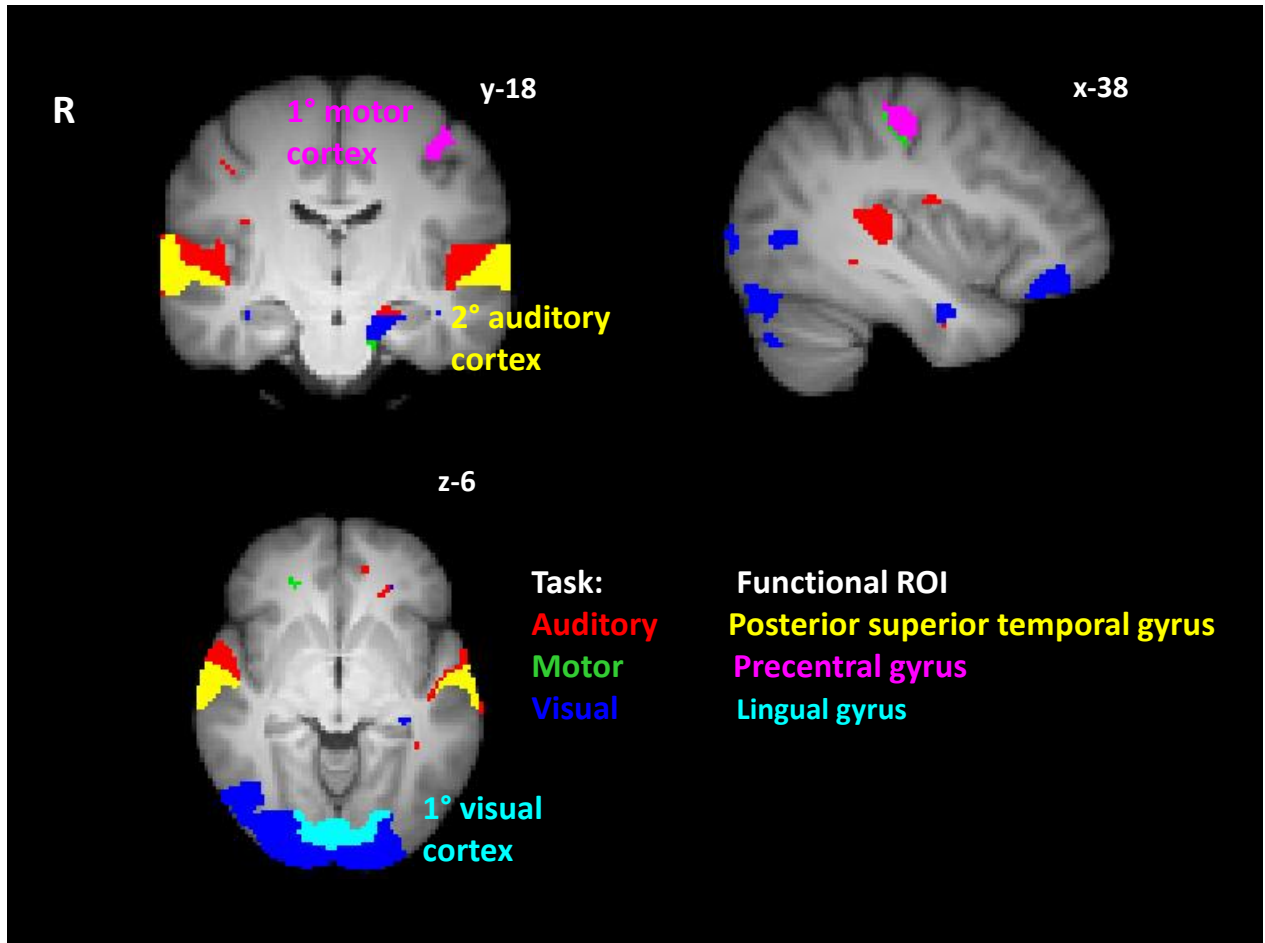 R
y-18
x-38
1° motor
cortex
2° auditory
cortex
z-6
Task: Functional ROI
Auditory Posterior superior temporal gyrus
Motor Precentral gyrus
Visual Lingual gyrus
1° visual
cortex